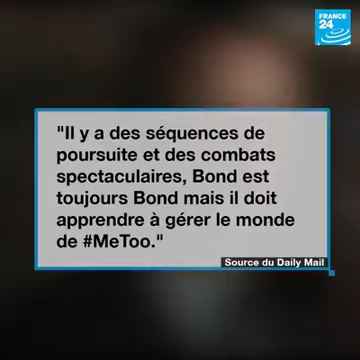 FRANCE
24
"Il y a des séquences de
poursuite et des combats
spectaculaires, Bond est
toujours Bond mais il doit
apprendre à gérer le monde
de #MeToo."
Source du Daily Mail